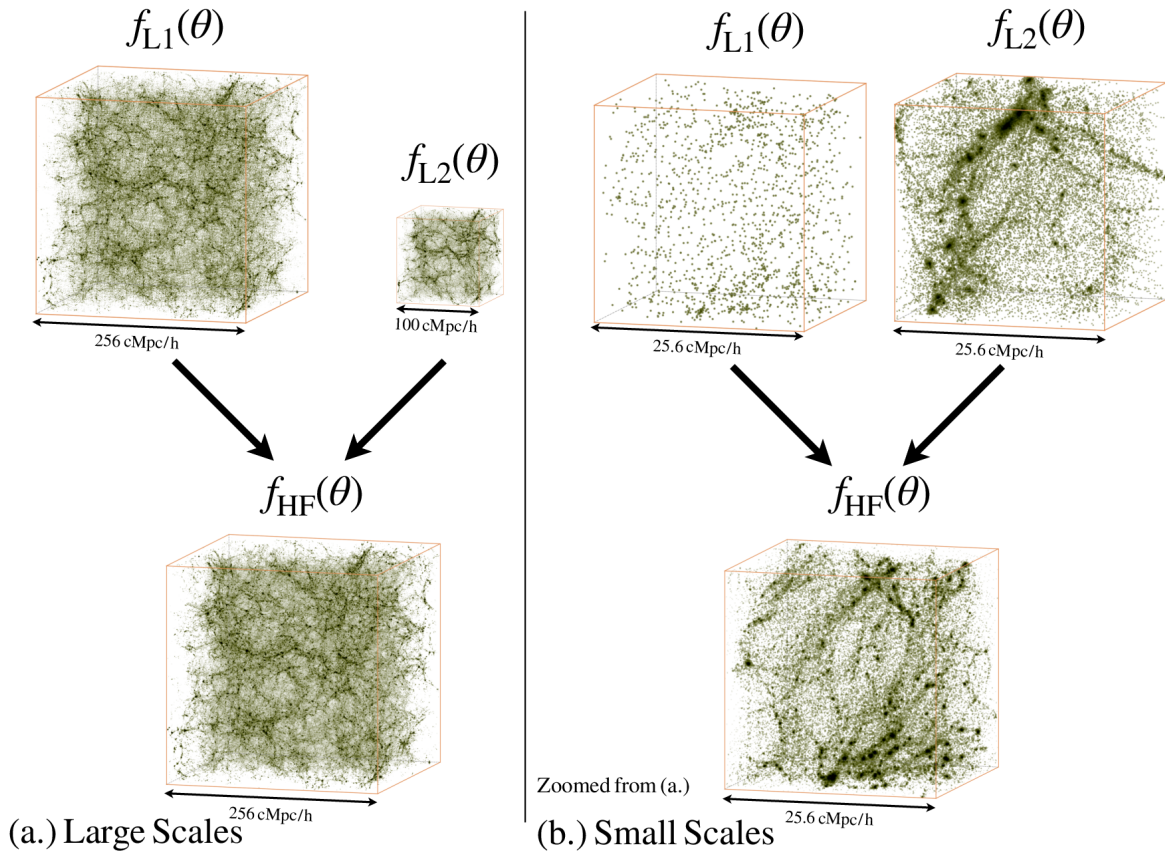 f_L1(θ)
f_L2(θ)
256 cMpc/h
100 cMpc/h
f_HF(θ)
256 cMpc/h
(a.) Large Scales
f_L1(θ)
f_L2(θ)
25.6 cMpc/h
25.6 cMpc/h
f_HF(θ)
Zoomed from (a.)
25.6 cMpc/h
(b.) Small Scales